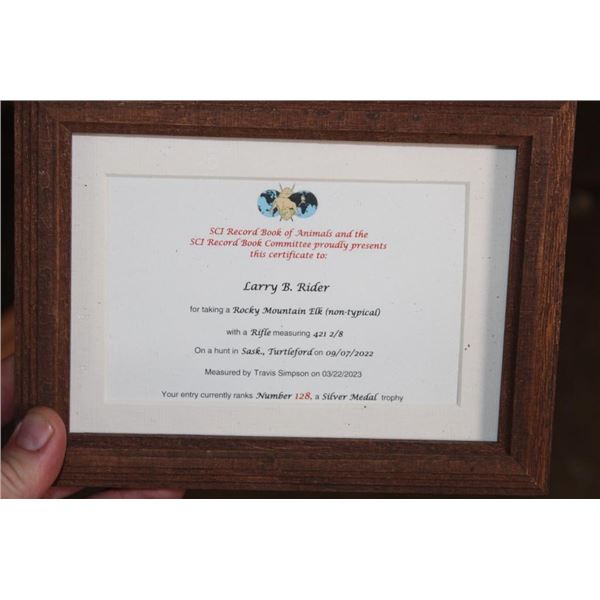 SCI Record Book of Animals and the
SCI Record Book Committee proudly presents
this certificate to:
Larry B. Rider
for taking a Rocky Mountain Elk (non-typical)
with a Rifle measuring 421 2/8
On a hunt in Sask., Turtleford on 09/07/2022
Measured by Travis Simpson on 03/22/2023
Your entry currently ranks Number 128, a Silver Medal trophy